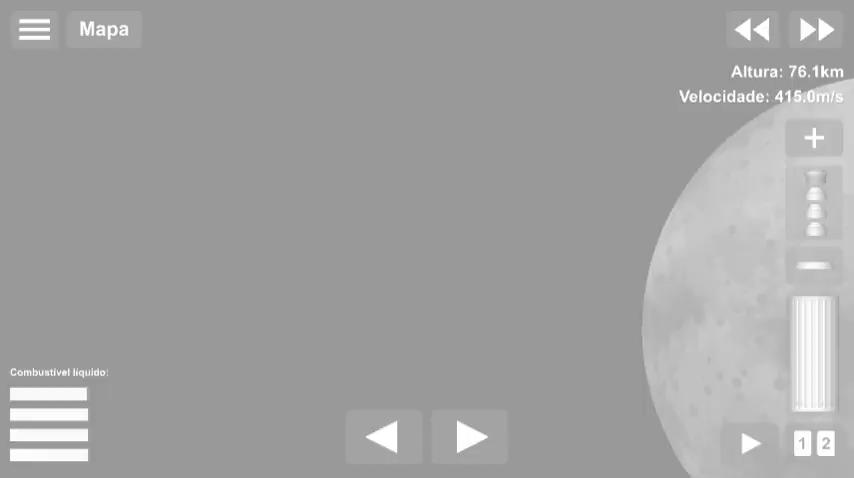 Mapa
Altura: 76.1km
Velocidade: 415.0m/s
Combustível líquido:
1 2